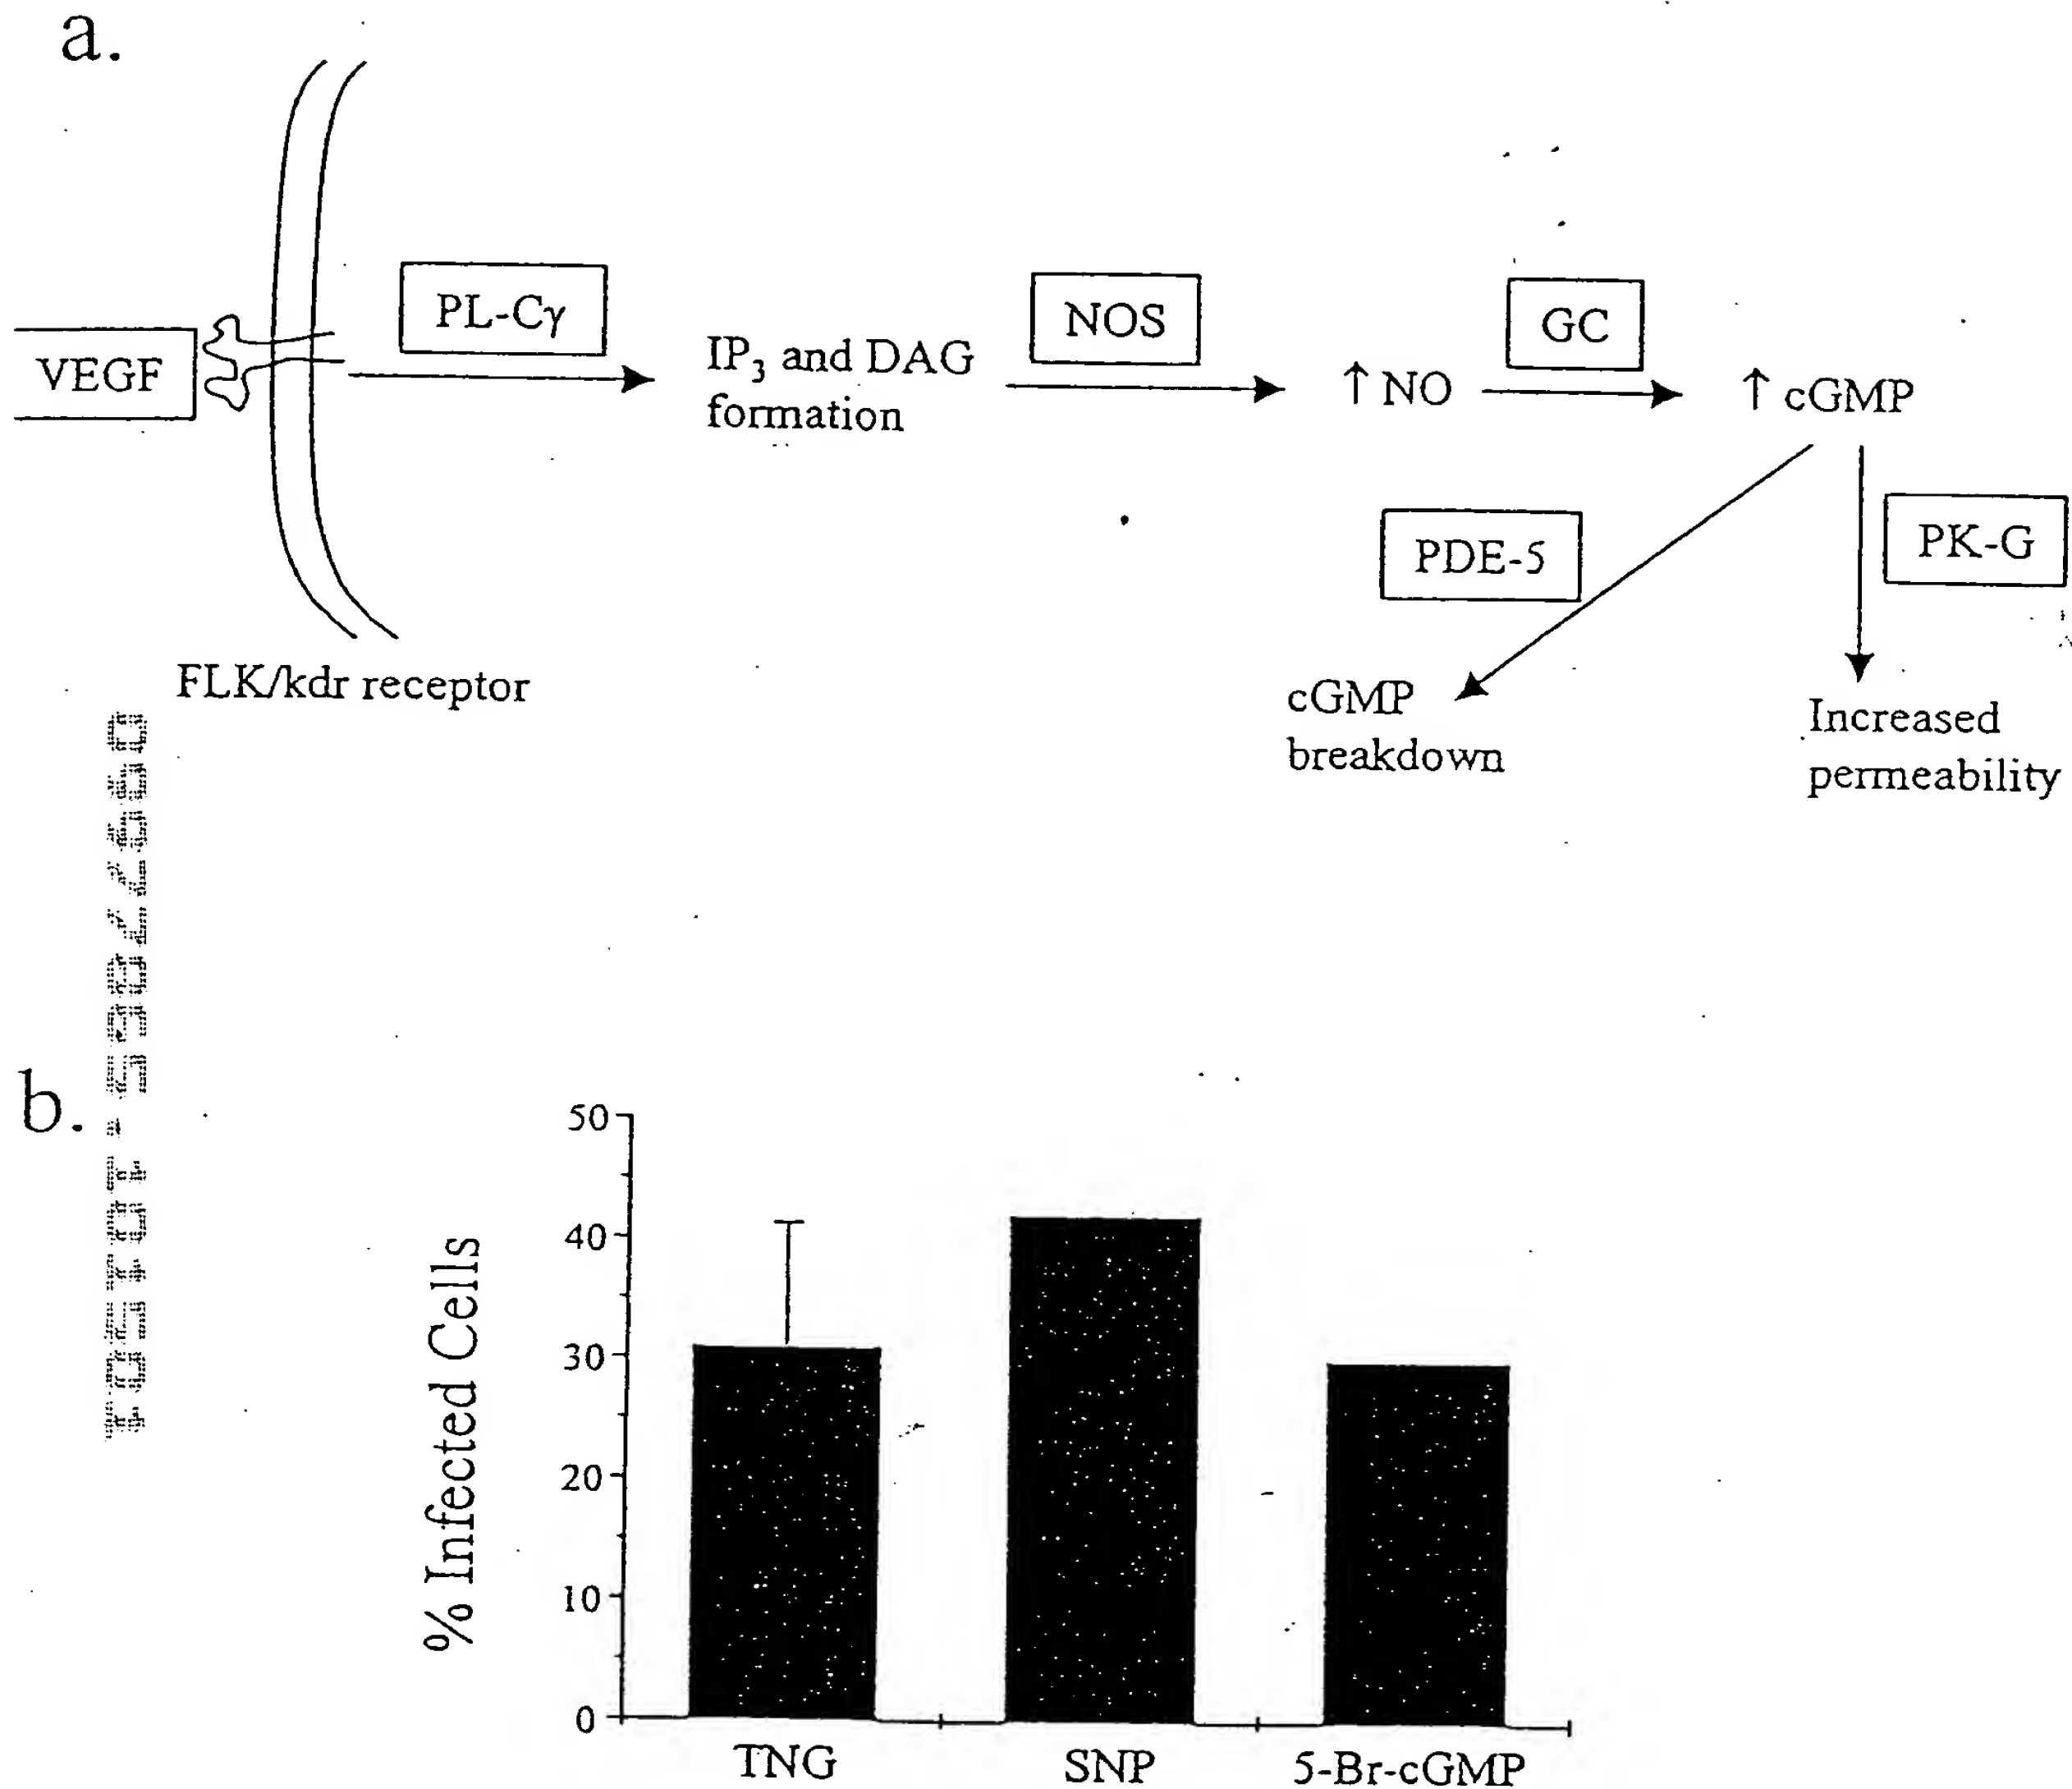 a.
VEGF
PL-Cγ
IP₃ and DAG
formation
NOS
↑ NO
GC
↑ cGMP
PDE-5
PK-G
FLK/kdr receptor
cGMP
breakdown
Increased
permeability
b.
% Infected Cells
50
40
30
20
10
0
TNG
SNP
5-Br-cGMP